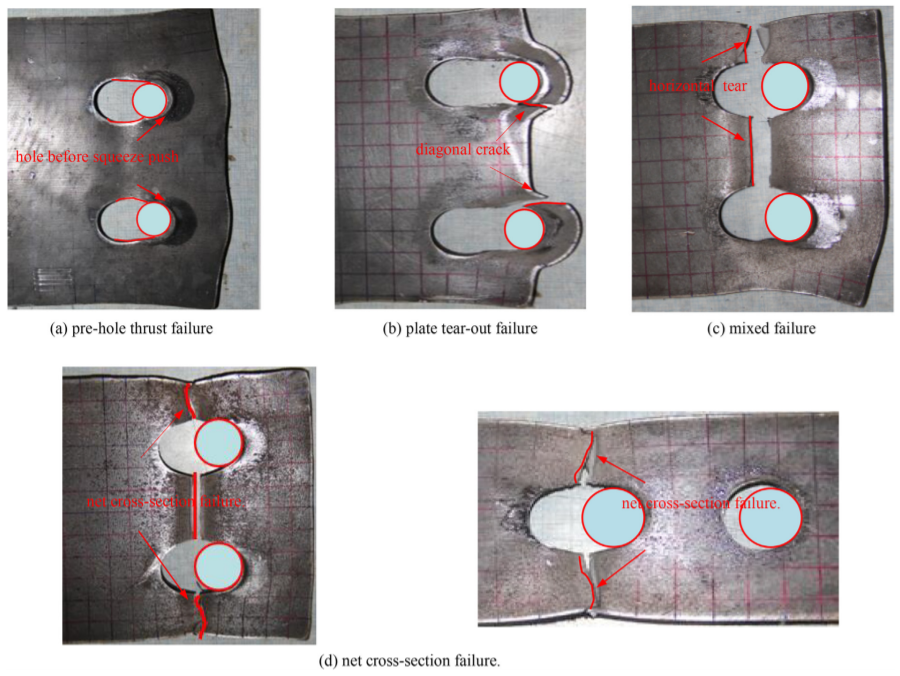 hole before squeeze push
diagonal crack
horizontal tear
(a) pre-hole thrust failure
(b) plate tear-out failure
(c) mixed failure
net cross-section failure.
net cross-section failure.
(d) net cross-section failure.